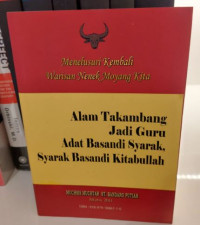 Menelusuri Kembali
Warisan Nenek Moyang Kita
Alam Takambang
Jadi Guru
Adat Basandi Syarak,
Syarak Basandi Kitabullah